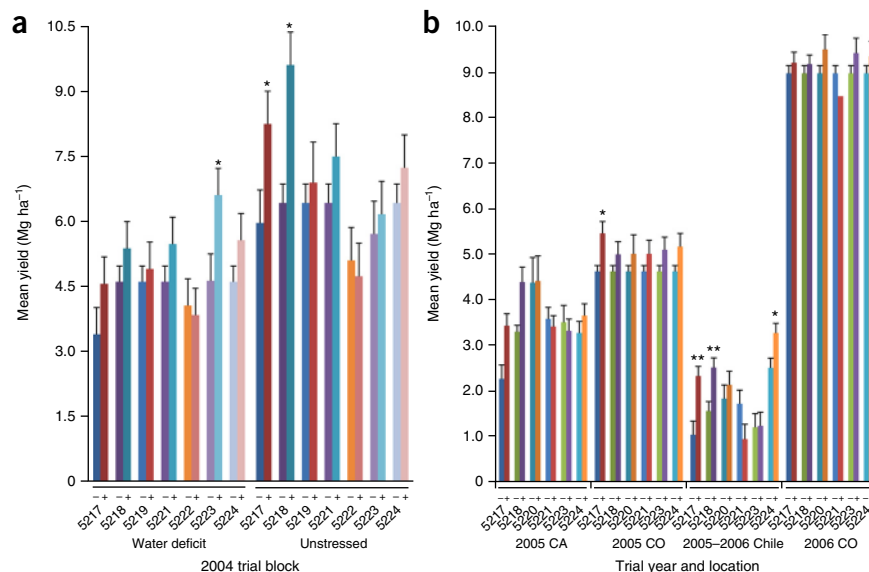 a
Mean yield (Mg ha⁻¹)
10.5
9.0
7.5
6.0
4.5
3.0
1.5
0
* * *
– + – + – + – + – + – + – + – + – + – + – + – + – + – +
5217 5218 5219 5221 5222 5223 5224 5217 5218 5219 5221 5222 5223 5224
Water deficit Unstressed
2004 trial block
b
Mean yield (Mg ha⁻¹)
10.0
9.0
8.0
7.0
6.0
5.0
4.0
3.0
2.0
1.0
0
* ** ** *
– + – + – + – + – + – + – + – + – + – + – + – + – + – + – + – + – + – + – + – + – + – + – + –
5217 5218 5220 5221 5223 5224 5217 5218 5220 5221 5223 5224 5217 5218 5220 5221 5223 5224 5217 5218 5220 5221 5223 5224
2005 CA 2005 CO 2005–2006 Chile 2006 CO
Trial year and location